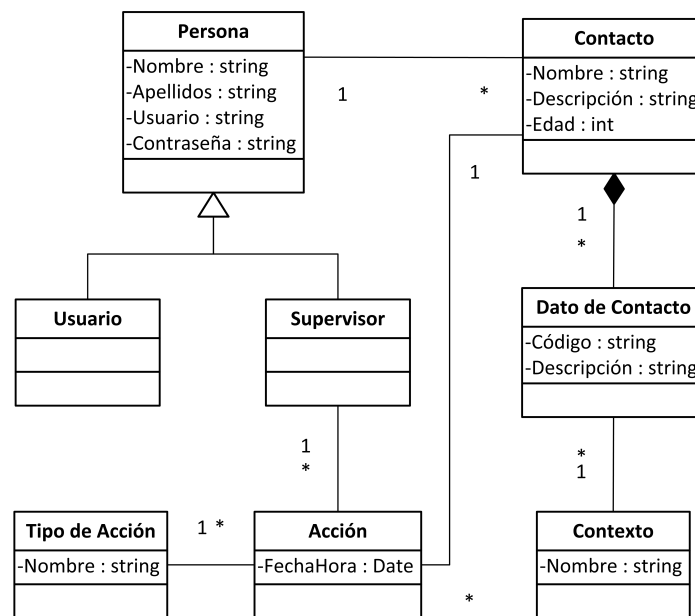 Persona
-Nombre : string
-Apellidos : string
-Usuario : string
-Contraseña : string
Contacto
-Nombre : string
-Descripción : string
-Edad : int
1
*
1
1
*
Usuario
Supervisor
Dato de Contacto
-Código : string
-Descripción : string
1
*
*
1
Tipo de Acción
-Nombre : string
1 *
Acción
-FechaHora : Date
Contexto
-Nombre : string
*